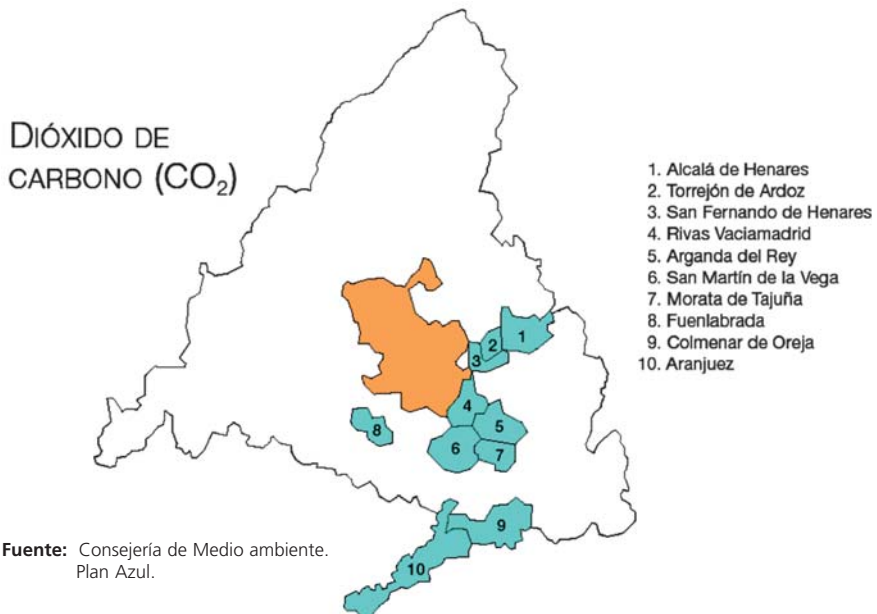 DIÓXIDO DE
CARBONO (CO₂)
1. Alcalá de Henares
2. Torrejón de Ardoz
3. San Fernando de Henares
4. Rivas Vaciamadrid
5. Arganda del Rey
6. San Martín de la Vega
7. Morata de Tajuña
8. Fuenlabrada
9. Colmenar de Oreja
10. Aranjuez
1
2
3
4
5
8
6
7
9
10
Fuente: Consejería de Medio ambiente.
Plan Azul.